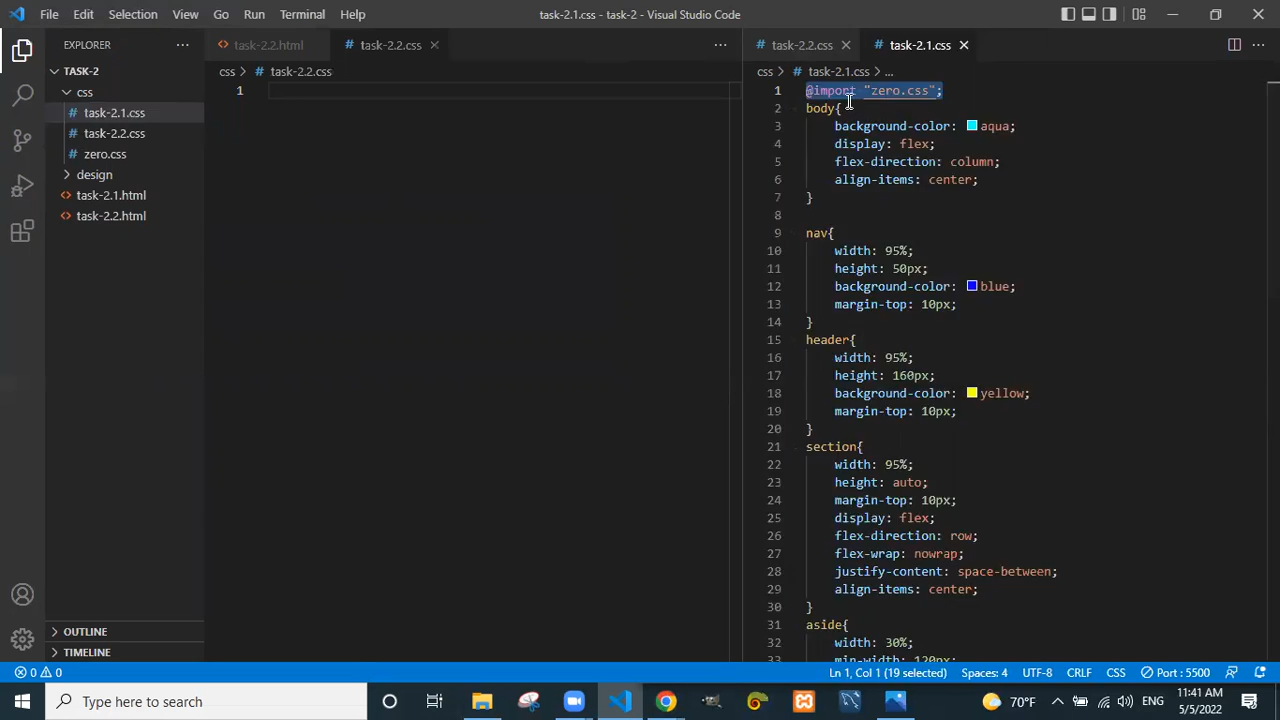 File Edit Selection View Go Run Terminal Help
task-2.1.css - task-2 - Visual Studio Code
EXPLORER
TASK-2
css
task-2.1.css
task-2.2.css
zero.css
design
task-2.1.html
task-2.2.html
OUTLINE
TIMELINE
task-2.2.html
task-2.2.css
css
task-2.2.css
1
task-2.2.css
task-2.1.css
css
task-2.1.css
...
1 @import "zero.css";
2 body{
3 background-color: aqua;
4 display: flex;
5 flex-direction: column;
6 align-items: center;
7 }
8
9 nav{
10 width: 95%;
11 height: 50px;
12 background-color: blue;
13 margin-top: 10px;
14 }
15 header{
16 width: 95%;
17 height: 160px;
18 background-color: yellow;
19 margin-top: 10px;
20 }
21 section{
22 width: 95%;
23 height: auto;
24 margin-top: 10px;
25 display: flex;
26 flex-direction: row;
27 flex-wrap: nowrap;
28 justify-content: space-between;
29 align-items: center;
30 }
31 aside{
32 width: 30%;
33 min-width: 120px;
0 0
Ln 1, Col 1 (19 selected) Spaces: 4 UTF-8 CRLF CSS Port : 5500
Type here to search
70°F
ENG
11:41 AM
5/5/2022